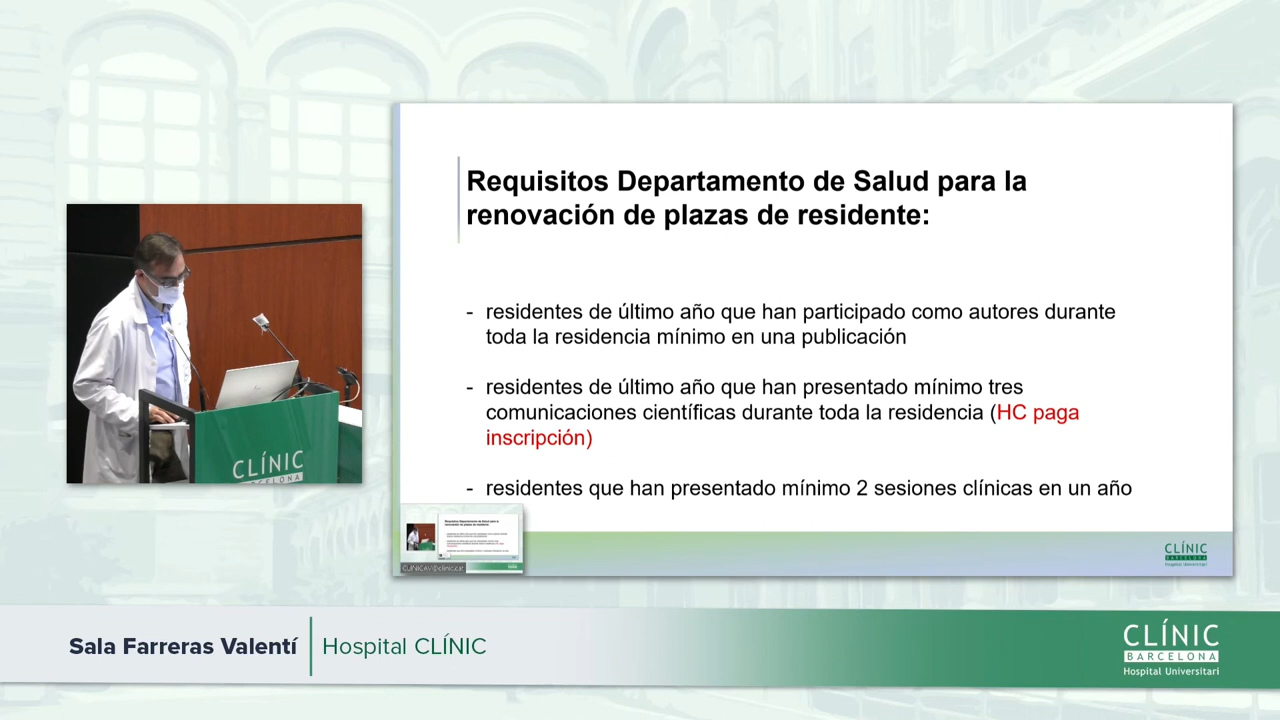 Requisitos Departamento de Salud para la
renovación de plazas de residente:
- residentes de último año que han participado como autores durante
toda la residencia mínimo en una publicación
- residentes de último año que han presentado mínimo tres
comunicaciones científicas durante toda la residencia (HC paga
inscripción)
- residentes que han presentado mínimo 2 sesiones clínicas en un año
CLÍNIC
BARCELONA
Hospital Universitari
CLÍNIC
BARCELONA
Sala Farreras Valentí
Hospital CLÍNIC
CLÍNIC
BARCELONA
Hospital Universitari